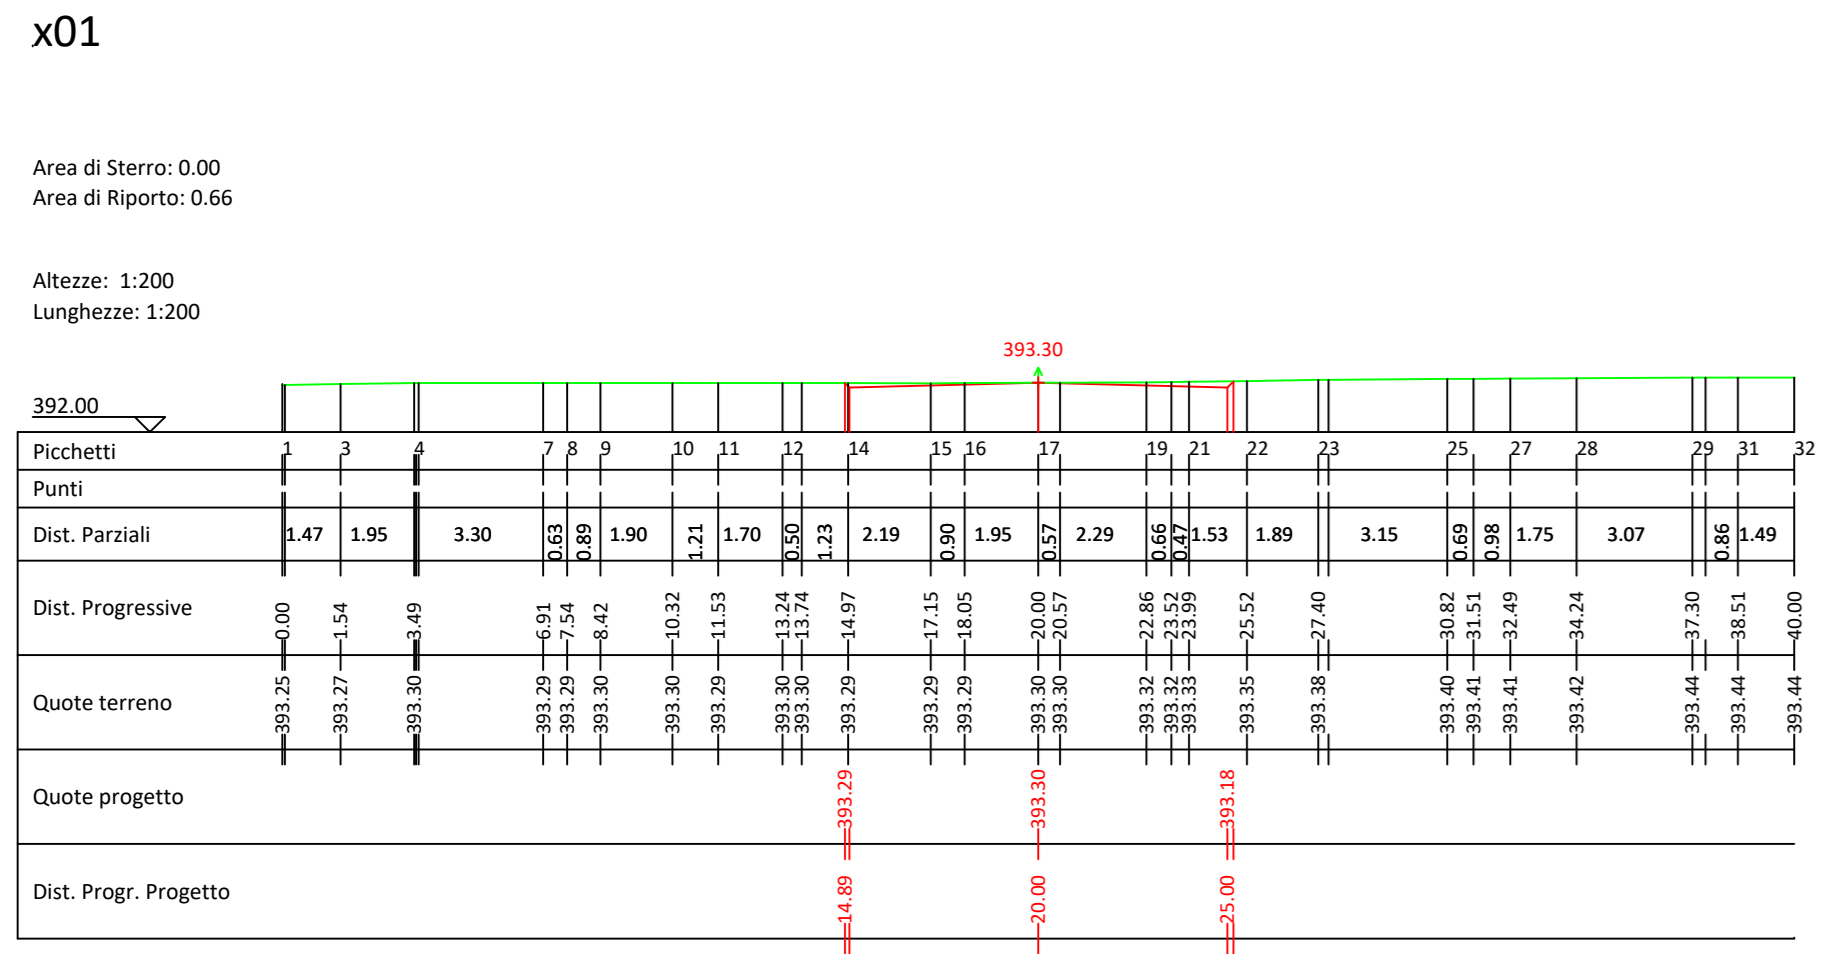 x01
Area di Sterro: 0.00
Area di Riporto: 0.66
Altezze: 1:200
Lunghezze: 1:200
393.30
392.00
Picchetti 1 3 4 7 8 9 10 11 12 14 15 16 17 19 21 22 23 25 27 28 29 31 32
Punti
Dist. Parziali 1.47 1.95 3.30 0.63 0.89 1.90 1.21 1.70 0.50 1.23 2.19 0.90 1.95 0.57 2.29 0.66 0.47 1.53 1.89 3.15 0.69 0.98 1.75 3.07 0.86 1.49
Dist. Progressive 0.00 1.54 3.49 6.91 7.54 8.42 10.32 11.53 13.24 13.74 14.97 17.15 18.05 20.00 20.57 22.86 23.52 23.99 25.52 27.40 30.82 31.51 32.49 34.24 37.30 38.51 40.00
Quote terreno 393.25 393.27 393.30 393.29 393.29 393.30 393.30 393.29 393.30 393.30 393.29 393.29 393.29 393.30 393.30 393.32 393.32 393.33 393.35 393.38 393.40 393.41 393.41 393.42 393.44 393.44 393.44
Quote progetto 393.29 393.30 393.18
Dist. Progr. Progetto 14.89 20.00 25.00